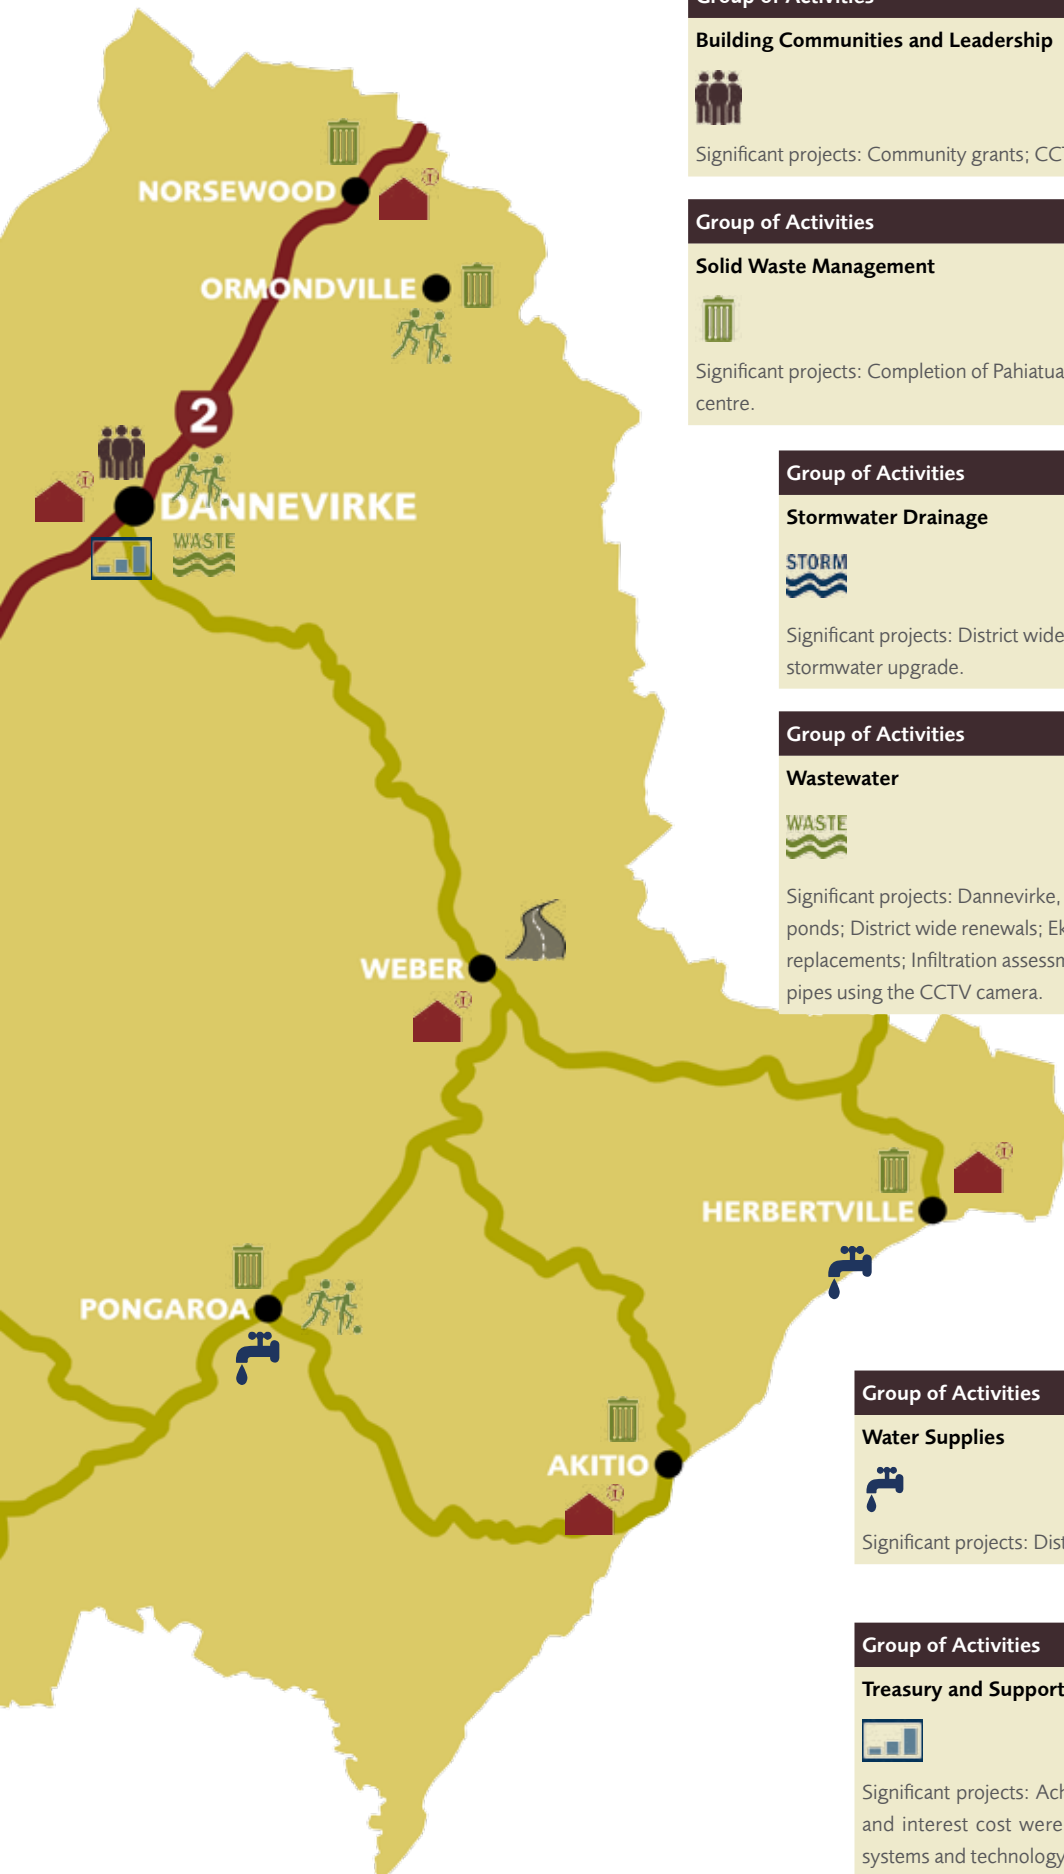 Group of Activities
Building Communities and Leadership
Significant projects: Community grants; CCT
Group of Activities
Solid Waste Management
Significant projects: Completion of Pahiatua
centre.
Group of Activities
Stormwater Drainage
STORM
Significant projects: District wide
stormwater upgrade.
Group of Activities
Wastewater
WASTE
Significant projects: Dannevirke,
ponds; District wide renewals; Ek
replacements; Infiltration assessm
pipes using the CCTV camera.
Group of Activities
Water Supplies
Significant projects: Dist
Group of Activities
Treasury and Support
Significant projects: Ach
and interest cost were
systems and technology
NORSEWOOD
ORMONDVILLE
2
DANNEVIRKE
WASTE
WEBER
HERBERTVILLE
PONGAROA
AKITIO